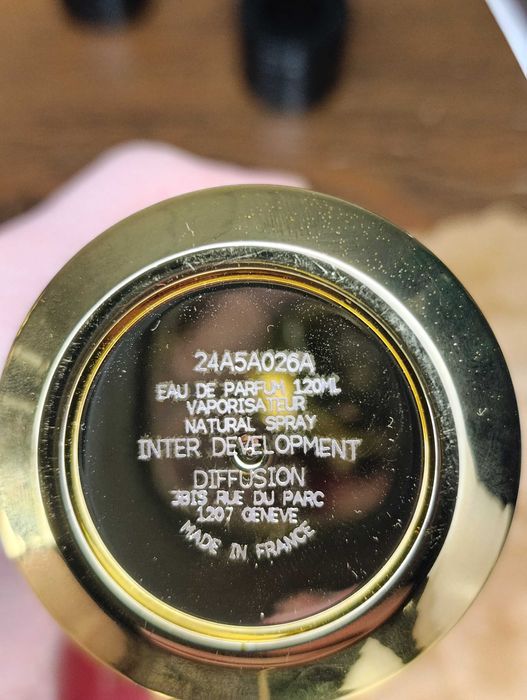 24A5A026A
EAU DE PARFUM 120ML
VAPORISATEUR
NATURAL SPRAY
INTER DEVELOPMENT
DIFFUSION
3BIS RUE DU PARC
1207 GENEVE
MADE IN FRANCE